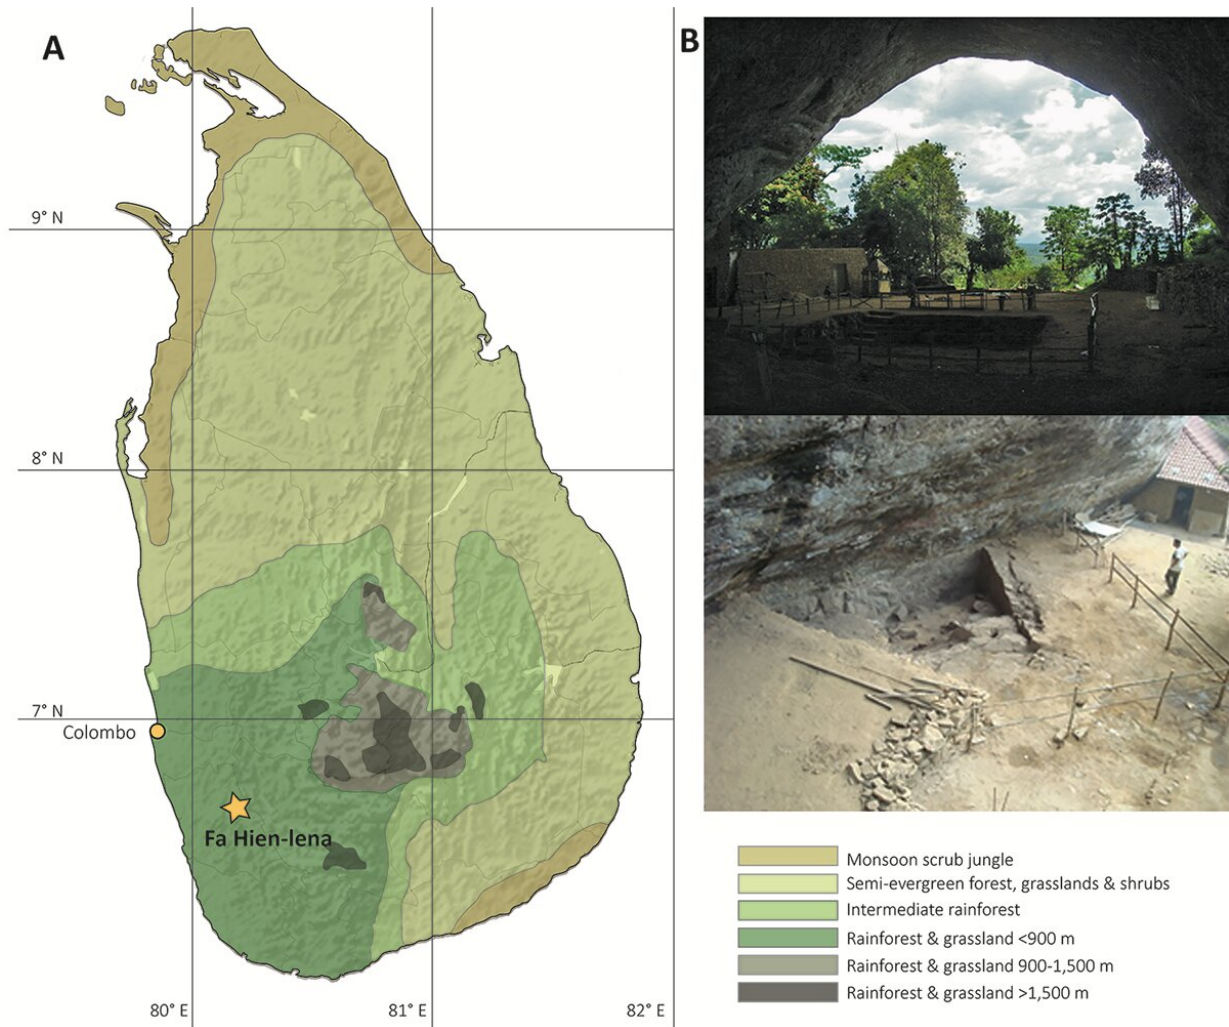 A
B
9° N
8° N
7° N
Colombo
Fa Hien-lena
80° E
81° E
82° E
Monsoon scrub jungle
Semi-evergreen forest, grasslands & shrubs
Intermediate rainforest
Rainforest & grassland <900 m
Rainforest & grassland 900-1,500 m
Rainforest & grassland >1,500 m